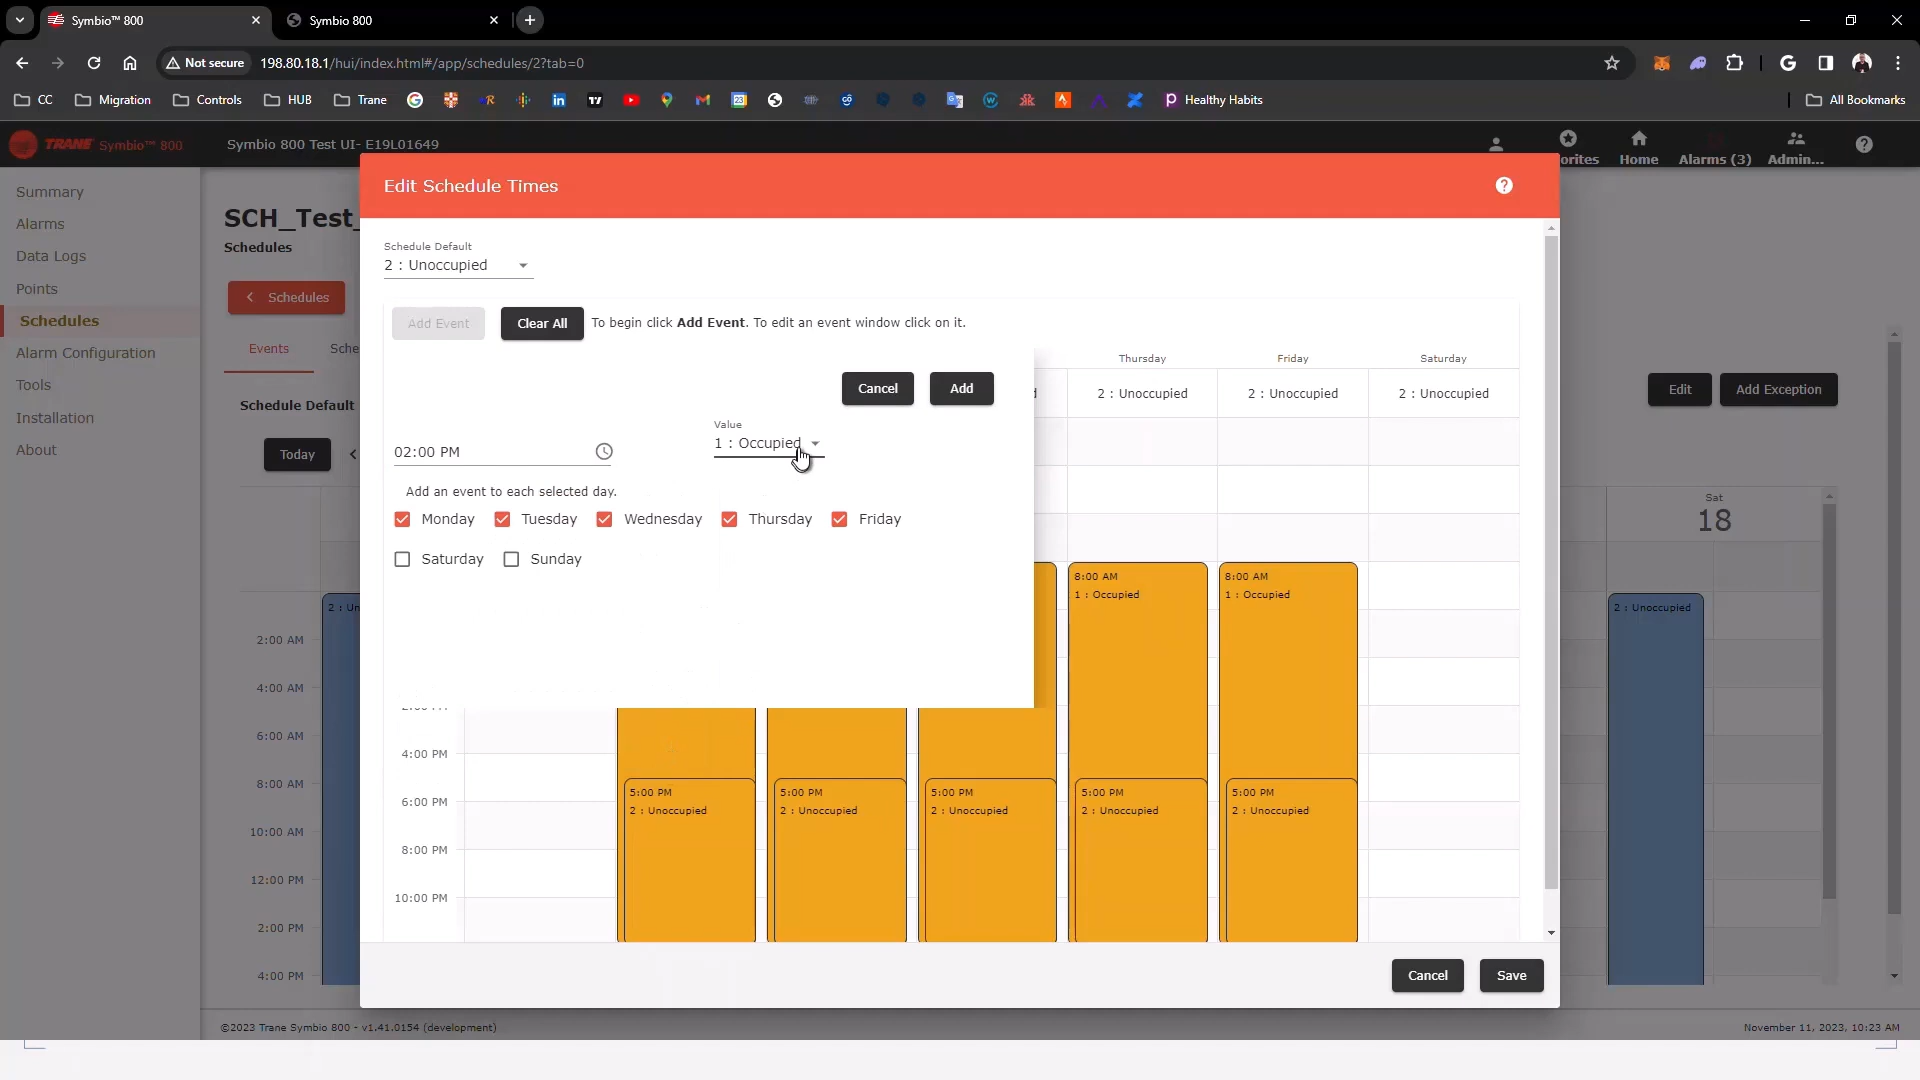 Symbio™ 800
Symbio 800
Not secure
198.80.18.1/hui/index.html#/app/schedules/2?tab=0
CC
Migration
Controls
HUB
Trane
Healthy Habits
All Bookmarks
TRANE Symbio™ 800
Symbio 800 Test UI- E19L01649
orites
Home
Alarms (3)
Admin...
Summary
Alarms
Data Logs
Points
Schedules
Alarm Configuration
Tools
Installation
About
SCH_Test_
Schedules
Schedules
Events
Sche
Schedule Default
Today
Edit
Add Exception
Sat
18
2 : Un
2 : Unoccupied
2:00 AM
4:00 AM
6:00 AM
8:00 AM
10:00 AM
12:00 PM
2:00 PM
4:00 PM
Edit Schedule Times
Schedule Default
2 : Unoccupied
Add Event
Clear All
To begin click Add Event. To edit an event window click on it.
Thursday
Friday
Saturday
2 : Unoccupied
2 : Unoccupied
2 : Unoccupied
Cancel
Add
Value
02:00 PM
1 : Occupied
Add an event to each selected day.
Monday
Tuesday
Wednesday
Thursday
Friday
Saturday
Sunday
8:00 AM
1 : Occupied
8:00 AM
1 : Occupied
4:00 PM
6:00 PM
8:00 PM
10:00 PM
5:00 PM
2 : Unoccupied
5:00 PM
2 : Unoccupied
5:00 PM
2 : Unoccupied
5:00 PM
2 : Unoccupied
5:00 PM
2 : Unoccupied
Cancel
Save
©2023 Trane Symbio 800 - v1.41.0154 (development)
November 11, 2023, 10:23 AM